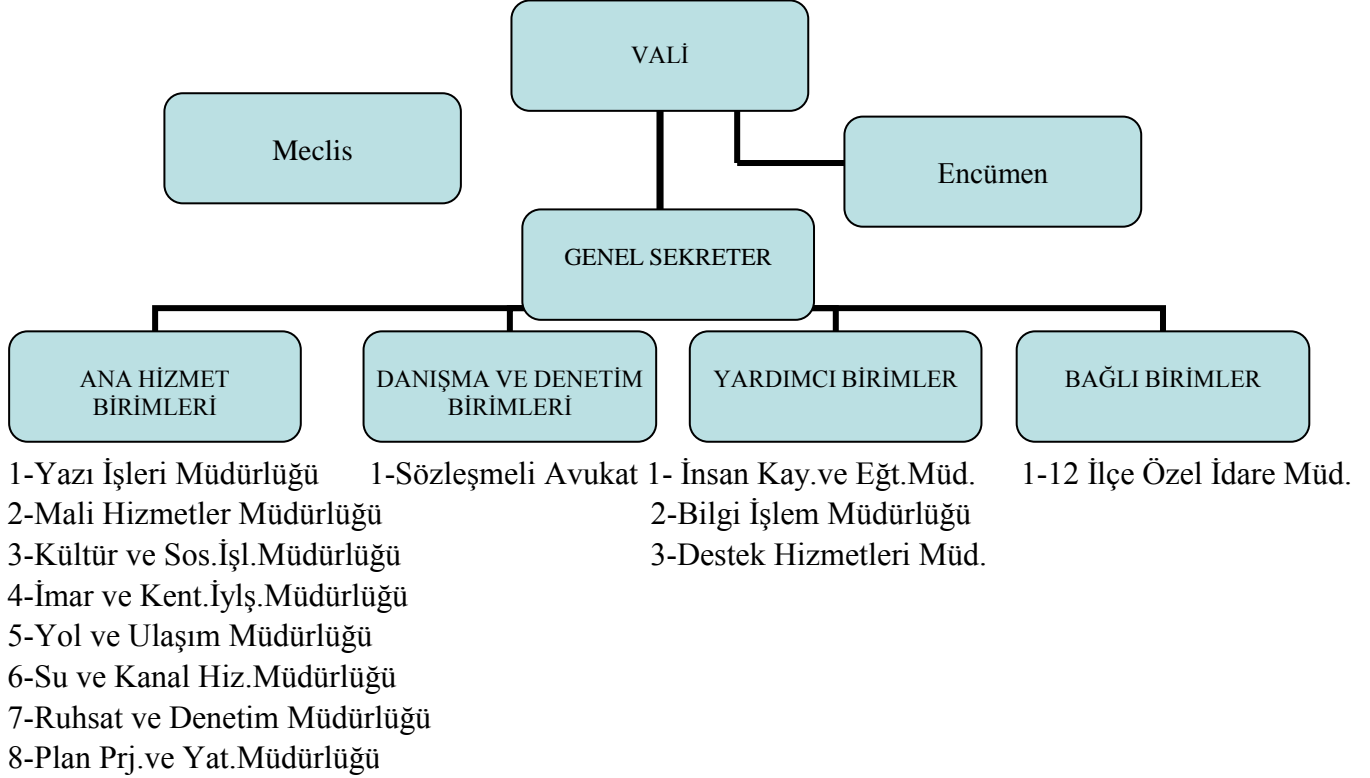 VALİ
Meclis
Encümen
GENEL SEKRETER
ANA HİZMET
BİRİMLERİ
DANIŞMA VE DENETİM
BİRİMLERİ
YARDIMCI BİRİMLER
BAĞLI BİRİMLER
1-Yazı İşleri Müdürlüğü
2-Mali Hizmetler Müdürlüğü
3-Kültür ve Sos.İşl.Müdürlüğü
4-İmar ve Kent.İylş.Müdürlüğü
5-Yol ve Ulaşım Müdürlüğü
6-Su ve Kanal Hiz.Müdürlüğü
7-Ruhsat ve Denetim Müdürlüğü
8-Plan Prj.ve Yat.Müdürlüğü
1-Sözleşmeli Avukat
1- İnsan Kay.ve Eğt.Müd.
2-Bilgi İşlem Müdürlüğü
3-Destek Hizmetleri Müd.
1-12 İlçe Özel İdare Müd.